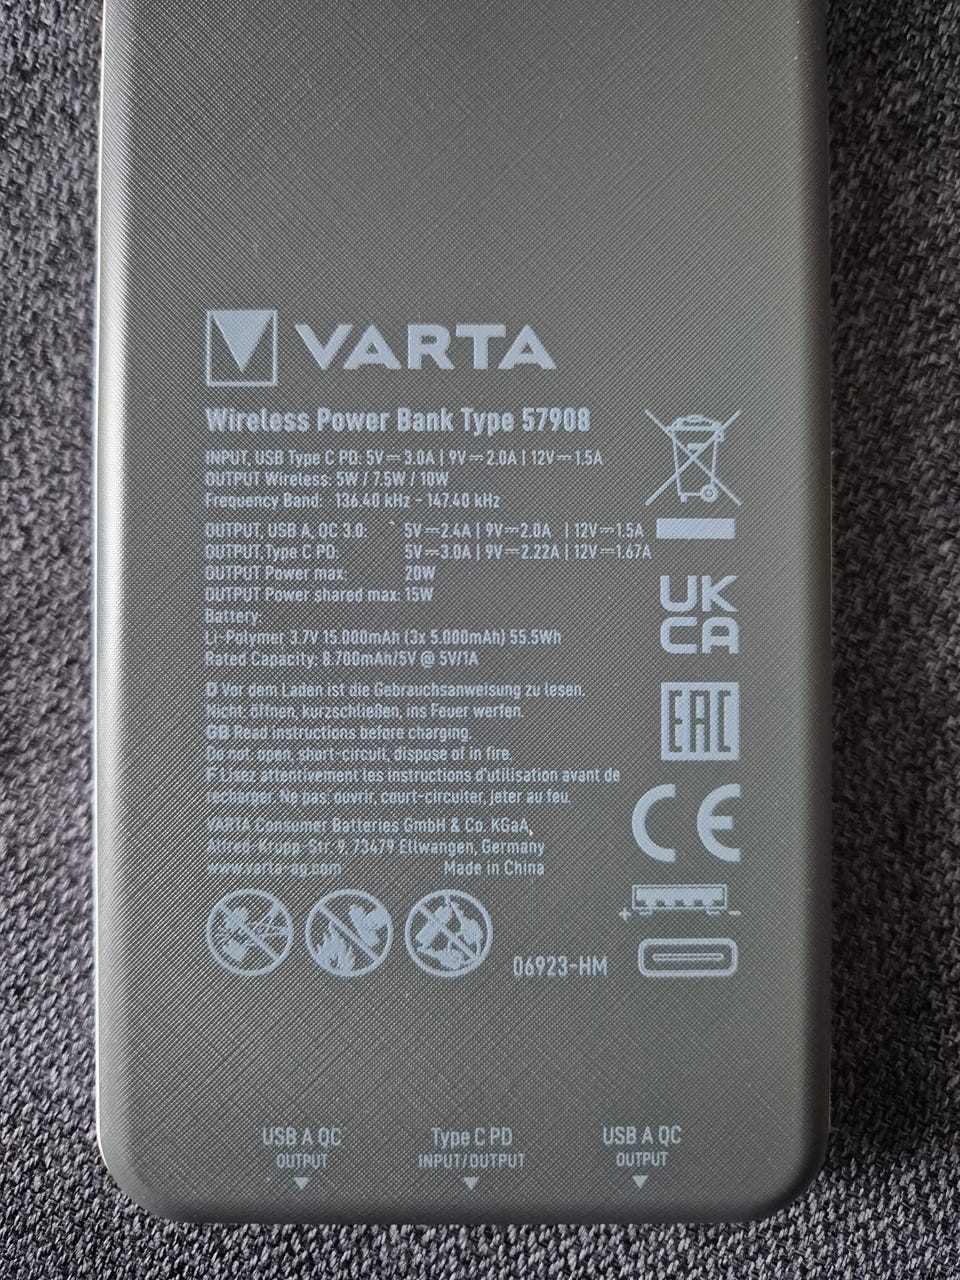 VARTA
Wireless Power Bank Type 57908
INPUT, USB Type C PD: 5V⎓3.0A | 9V⎓2.0A | 12V⎓1.5A
OUTPUT Wireless: 5W / 7.5W / 10W
Frequency Band: 136.40 kHz - 147.40 kHz
OUTPUT, USB A, QC 3.0: 5V⎓2.4A | 9V⎓2.0A | 12V⎓1.5A
OUTPUT, Type C PD: 5V⎓3.0A | 9V⎓2.22A | 12V⎓1.67A
OUTPUT Power max: 20W
OUTPUT Power shared max: 15W
Battery:
Li-Polymer 3.7V 15.000mAh (3x 5.000mAh) 55.5Wh
Rated Capacity: 8.700mAh/5V @ 5V/1A
D Vor dem Laden ist die Gebrauchsanweisung zu lesen.
Nicht: öffnen, kurzschließen, ins Feuer werfen.
GB Read instructions before charging.
Do not: open, short-circuit, dispose of in fire.
F Lisez attentivement les instructions d'utilisation avant de
recharger. Ne pas: ouvrir, court-circuiter, jeter au feu.
VARTA Consumer Batteries GmbH & Co. KGaA,
Alfred-Krupp-Str. 9, 73479 Ellwangen, Germany
www.varta-ag.com Made in China
UK
CA
EAC
CE
+ -
06923-HM
USB A QC Type C PD USB A QC
OUTPUT INPUT/OUTPUT OUTPUT